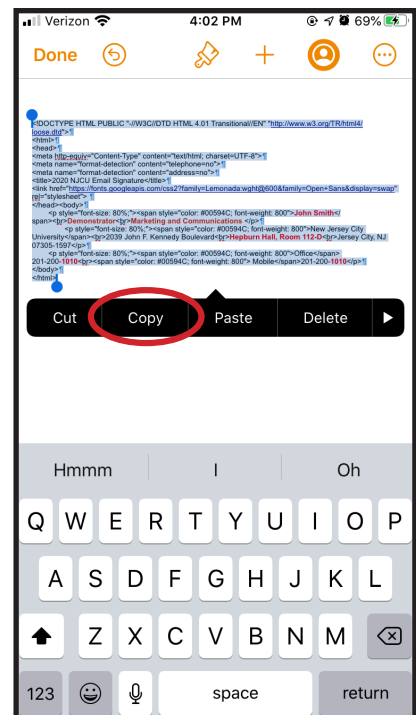 Verizon 4:02 PM 69%
Done
<!DOCTYPE HTML PUBLIC "-//W3C//DTD HTML 4.01 Transitional//EN" "http://www.w3.org/TR/html4/
loose.dtd">¶
<html>¶
<head>¶
<meta http-equiv="Content-Type" content="text/html; charset=UTF-8">¶
<meta name="format-detection" content="telephone=no">¶
<meta name="format-detection" content="address=no">¶
<title>2020 NJCU Email Signature</title>¶
<link href="https://fonts.googleapis.com/css2?family=Lemonada:wght@600&family=Open+Sans&display=swap"
rel="stylesheet"> ¶
</head><body>¶
<p style="font-size: 80%;"><span style="color: #00594C; font-weight: 800">John Smith</
span><br>Demonstrator<br>Marketing and Communications </p>¶
<p style="font-size: 80%;"><span style="color: #00594C; font-weight: 800">New Jersey City
University</span><br>2039 John F. Kennedy Boulevard<br>Hepburn Hall, Room 112-D<br>Jersey City, NJ
07305-1597</p>¶
<p style="font-size: 80%;"><span style="color: #00594C; font-weight: 800">Office</span>
201-200-1010<br><span style="color: #00594C; font-weight: 800"> Mobile</span>201-200-1010</p>¶
</body>¶
</html>
Cut Copy Paste Delete
Hmmm I Oh
Q W E R T Y U I O P
A S D F G H J K L
Z X C V B N M
123 space return